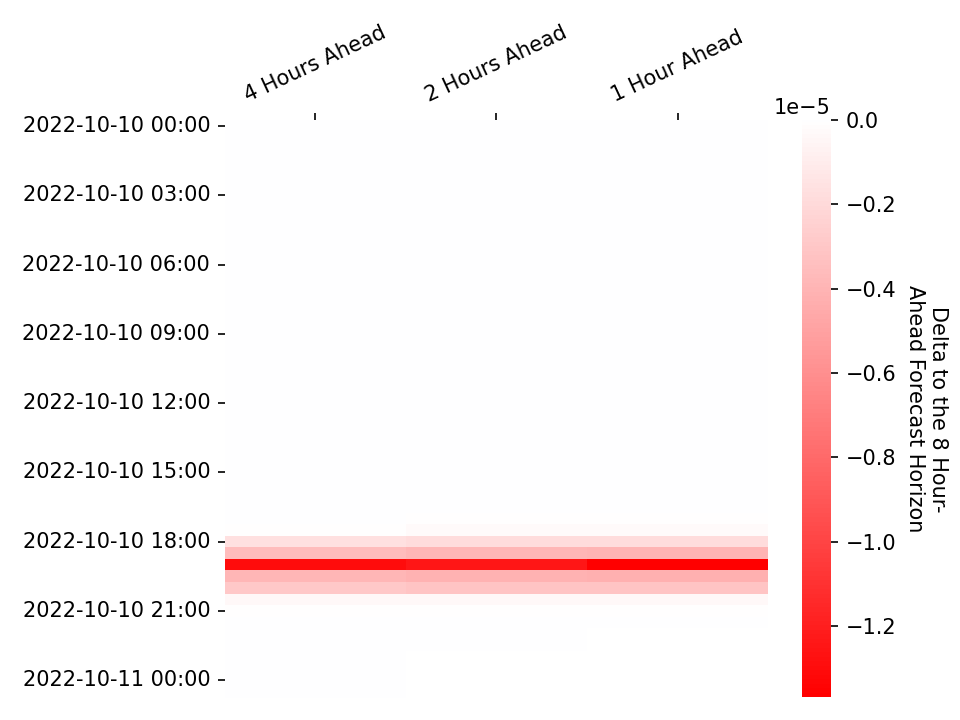 4 Hours Ahead
2 Hours Ahead
1 Hour Ahead
1e−5
2022-10-10 00:00
2022-10-10 03:00
2022-10-10 06:00
2022-10-10 09:00
2022-10-10 12:00
2022-10-10 15:00
2022-10-10 18:00
2022-10-10 21:00
2022-10-11 00:00
0.0
−0.2
−0.4
−0.6
−0.8
−1.0
−1.2
Delta to the 8 Hour-
Ahead Forecast Horizon